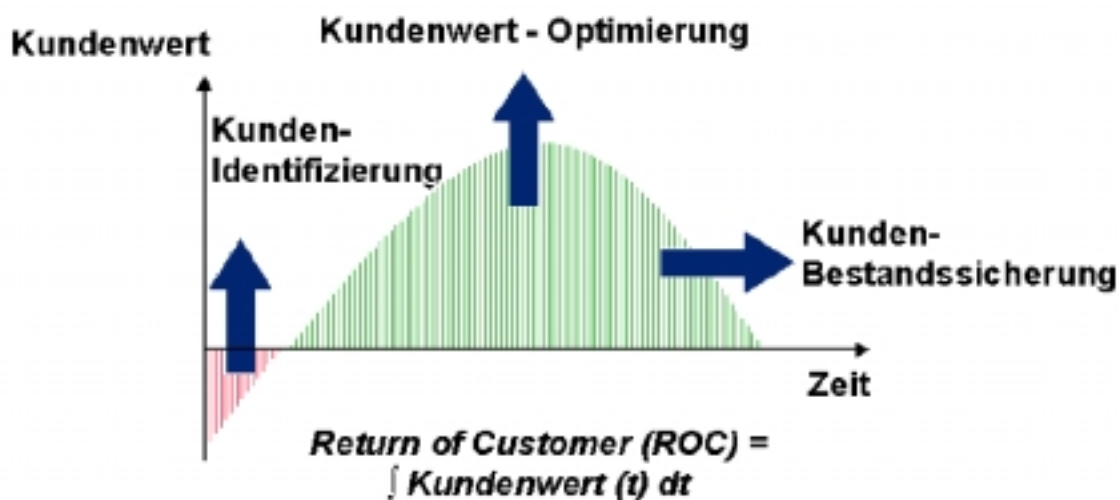 Kundenwert - Optimierung
Kundenwert
Kunden-
Identifizierung
Kunden-
Bestandssicherung
Zeit
Return of Customer (ROC) =
∫ Kundenwert (t) dt